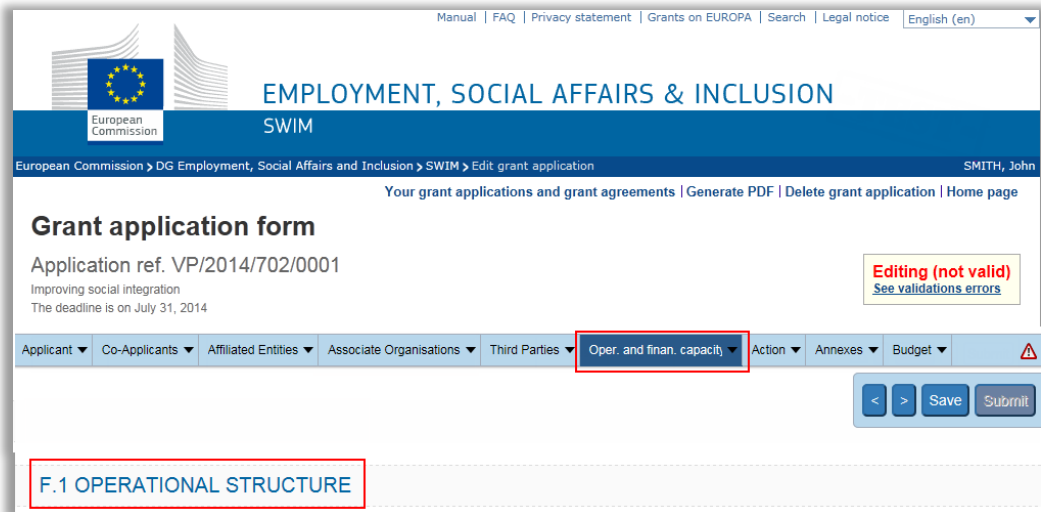 Manual | FAQ | Privacy statement | Grants on EUROPA | Search | Legal notice English (en)
European
Commission
EMPLOYMENT, SOCIAL AFFAIRS & INCLUSION
SWIM
European Commission > DG Employment, Social Affairs and Inclusion > SWIM > Edit grant application SMITH, John
Your grant applications and grant agreements | Generate PDF | Delete grant application | Home page
Grant application form
Application ref. VP/2014/702/0001
Improving social integration
The deadline is on July 31, 2014
Editing (not valid)
See validations errors
Applicant Co-Applicants Affiliated Entities Associate Organisations Third Parties Oper. and finan. capacity Action Annexes Budget
< > Save Submit
F.1 OPERATIONAL STRUCTURE